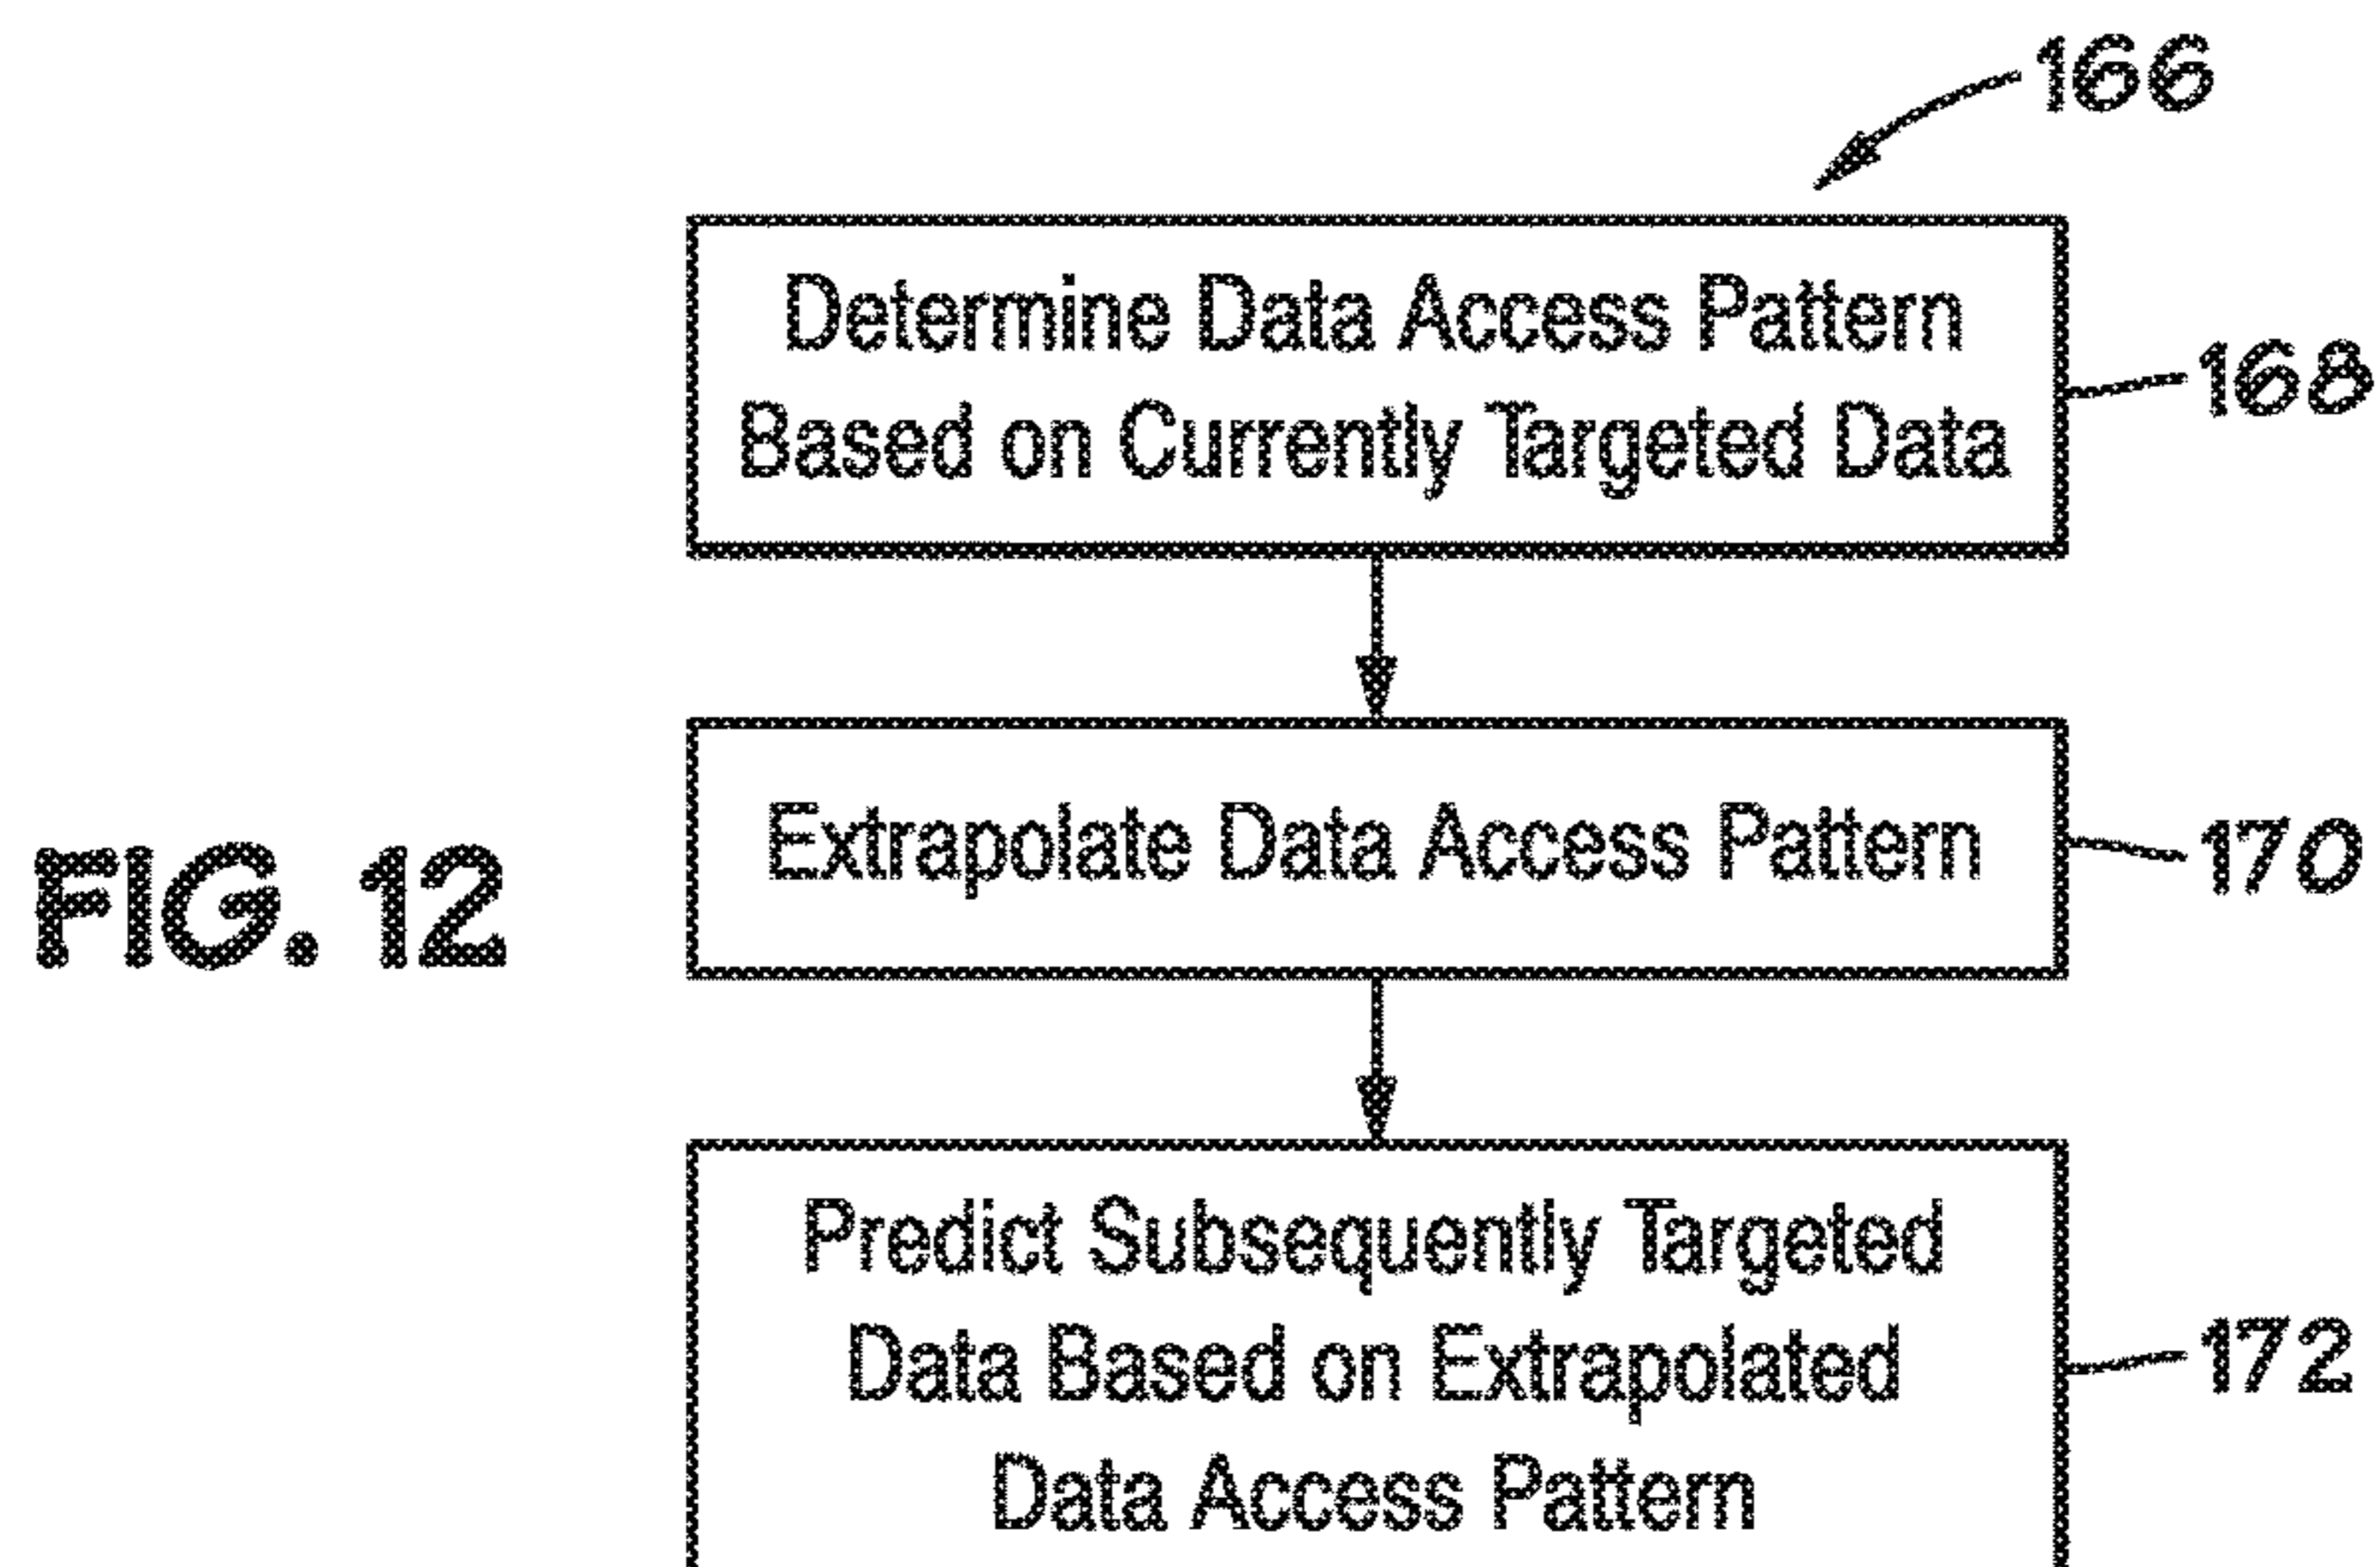 166
Determine Data Access Pattern
Based on Currently Targeted Data
168
Extrapolate Data Access Pattern
170
FIG. 12
Predict Subsequently Targeted
Data Based on Extrapolated
Data Access Pattern
172